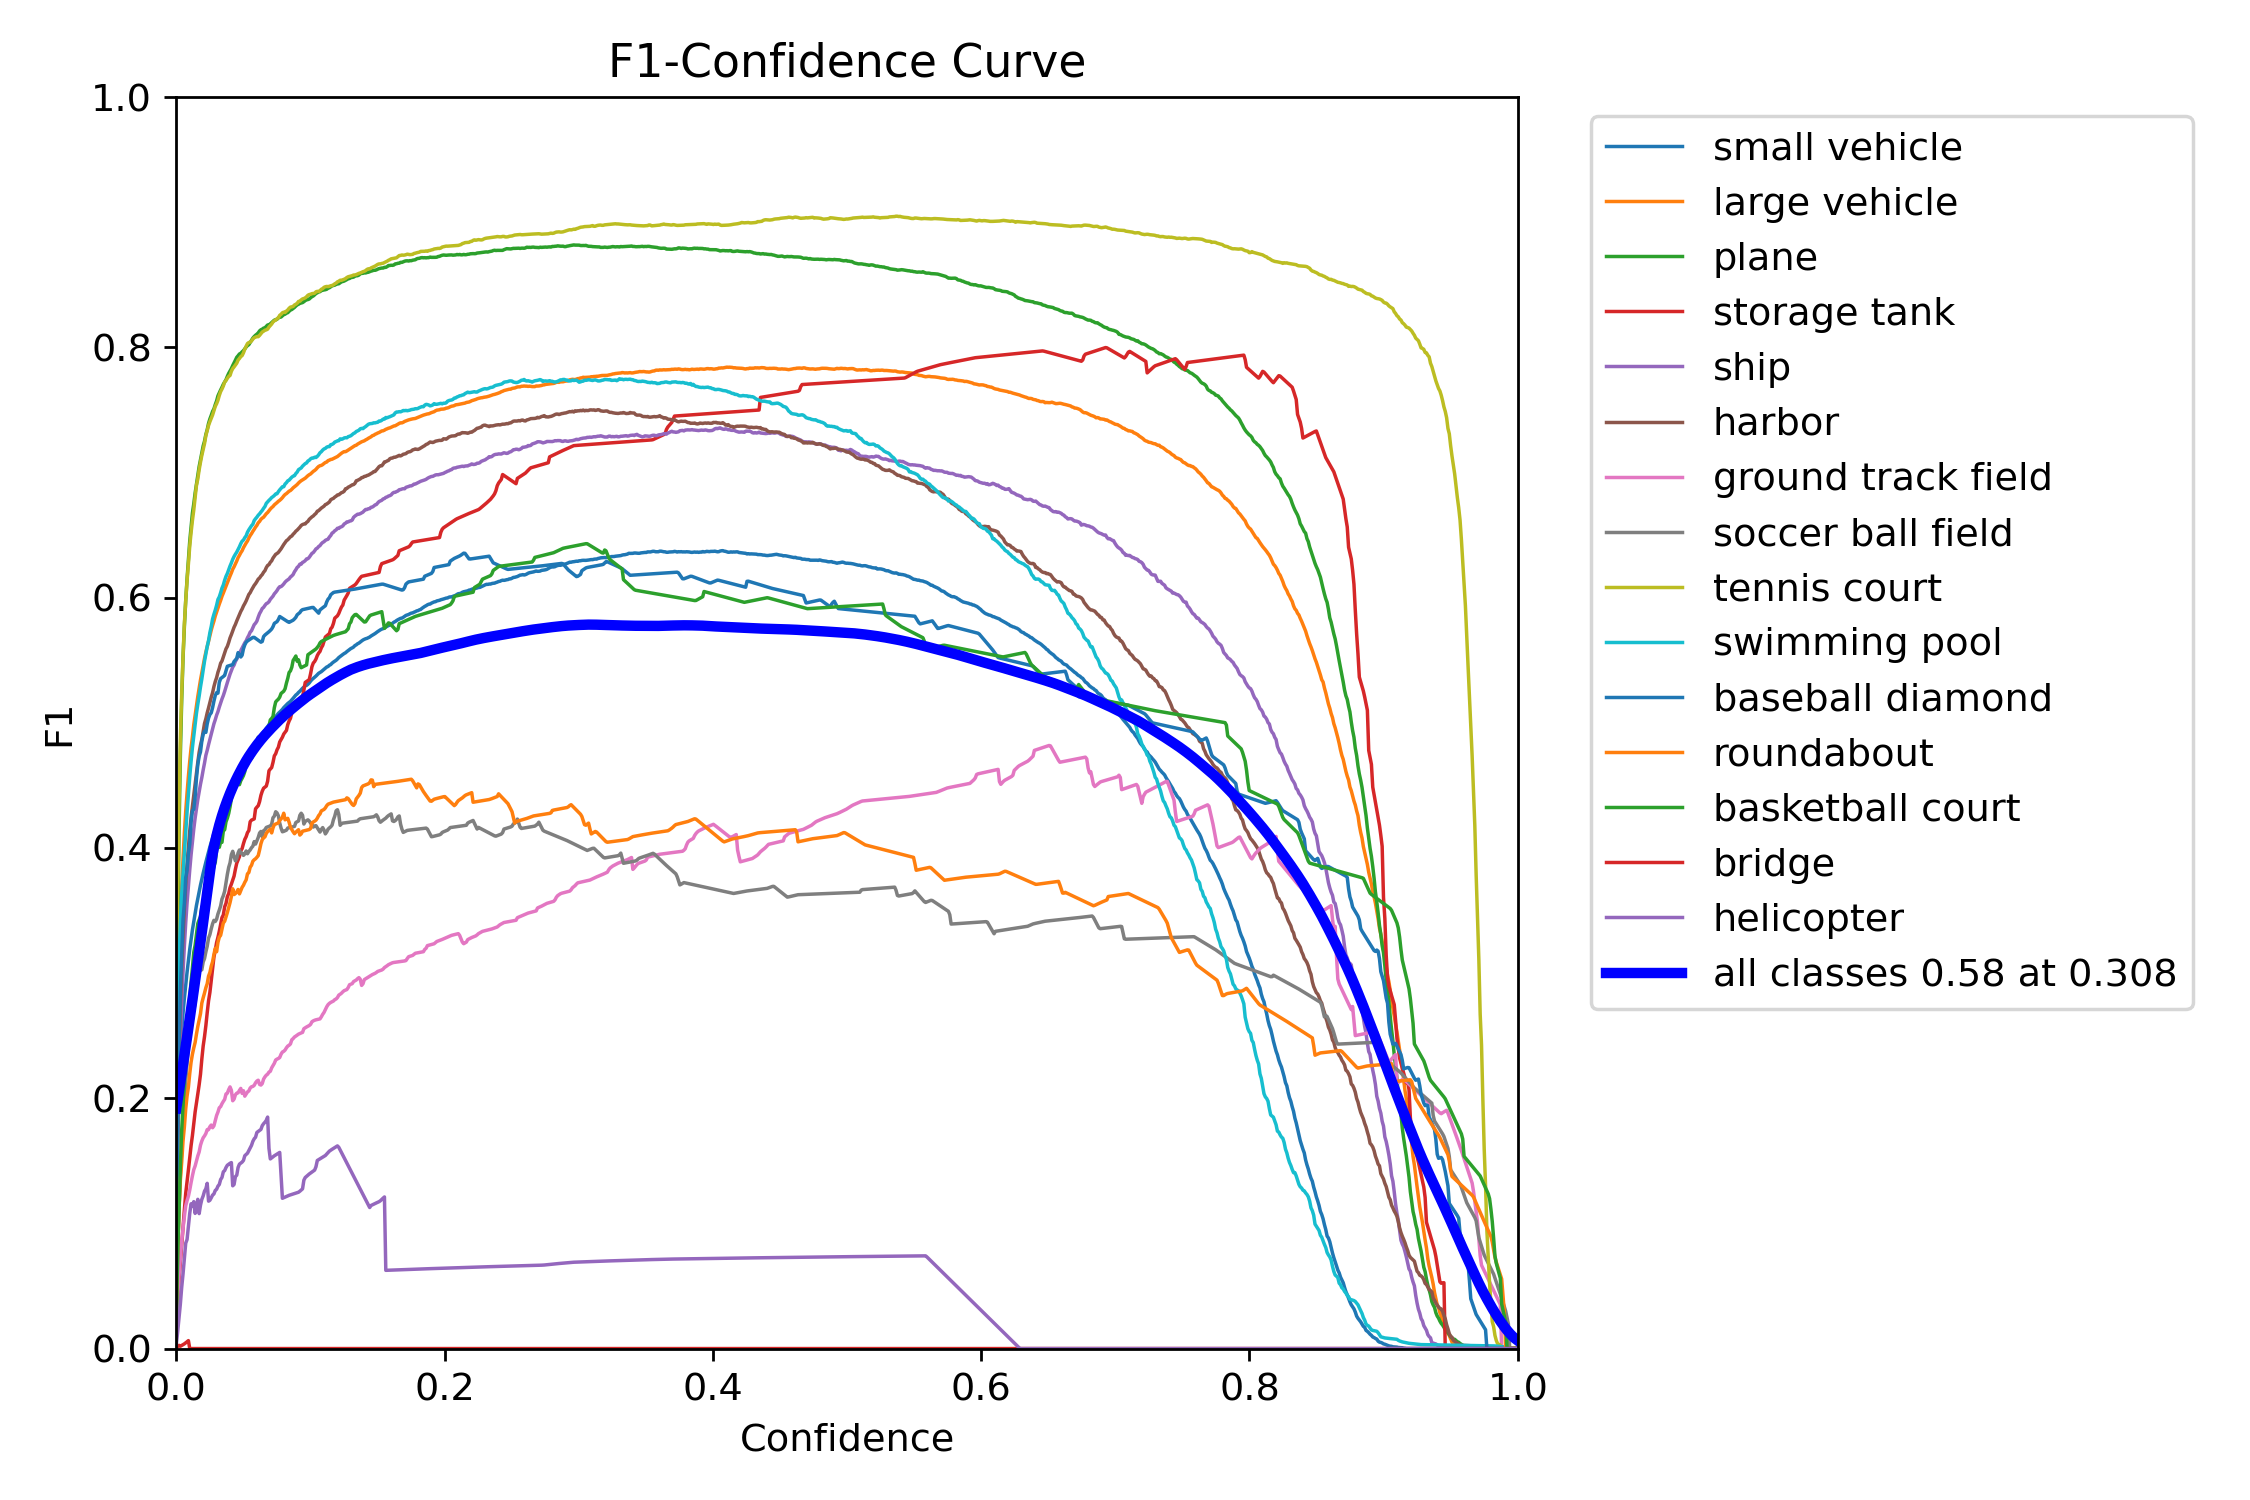 F1-Confidence Curve
1.0
0.8
0.6
0.4
0.2
0.0
F1
0.0 0.2 0.4 0.6 0.8 1.0
Confidence
small vehicle
large vehicle
plane
storage tank
ship
harbor
ground track field
soccer ball field
tennis court
swimming pool
baseball diamond
roundabout
basketball court
bridge
helicopter
all classes 0.58 at 0.308